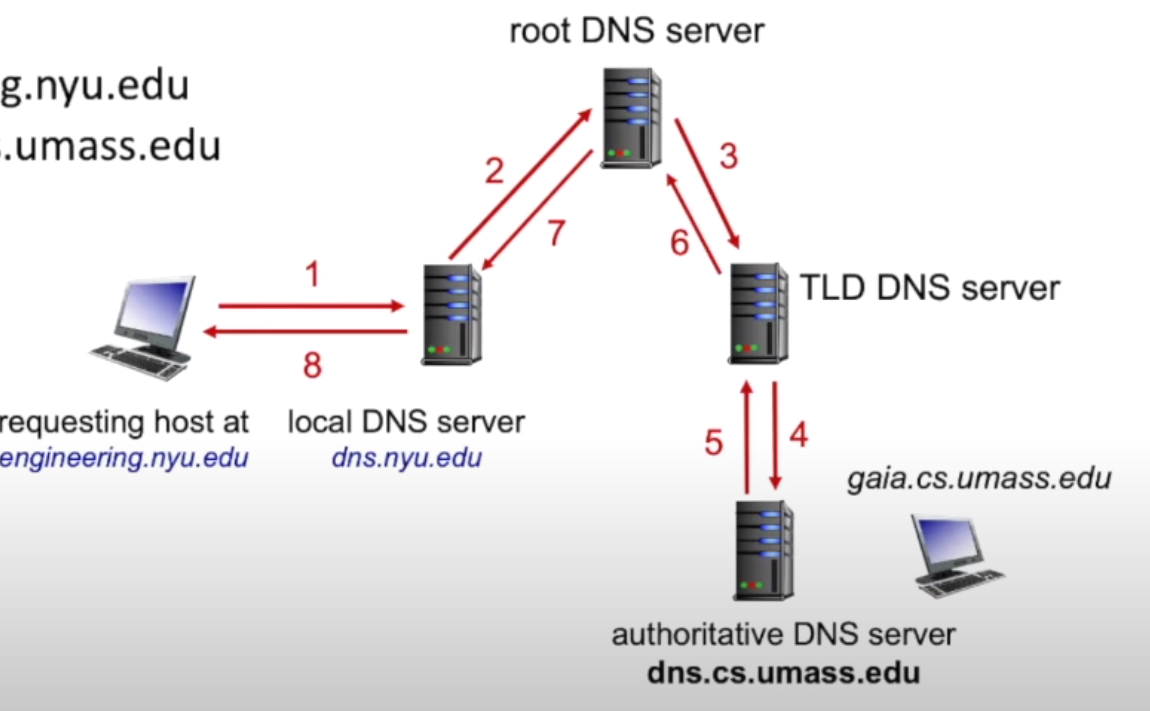 root DNS server
g.nyu.edu
.umass.edu
2
3
7
6
1
TLD DNS server
8
requesting host at
local DNS server
engineering.nyu.edu
dns.nyu.edu
5
4
gaia.cs.umass.edu
authoritative DNS server
dns.cs.umass.edu